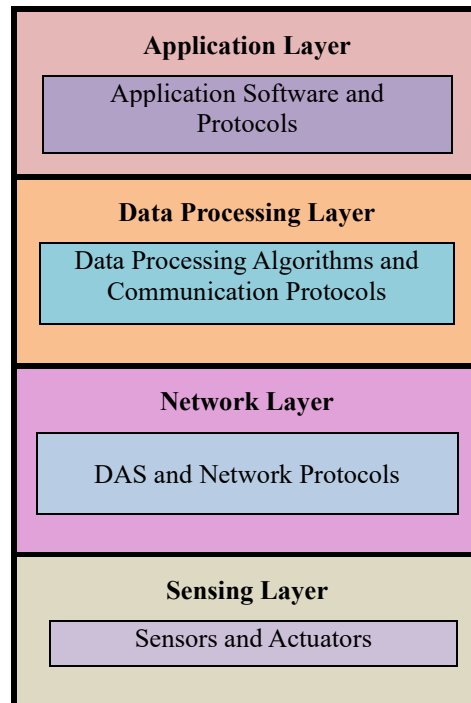 Application Layer
Application Software and
Protocols
Data Processing Layer
Data Processing Algorithms and
Communication Protocols
Network Layer
DAS and Network Protocols
Sensing Layer
Sensors and Actuators